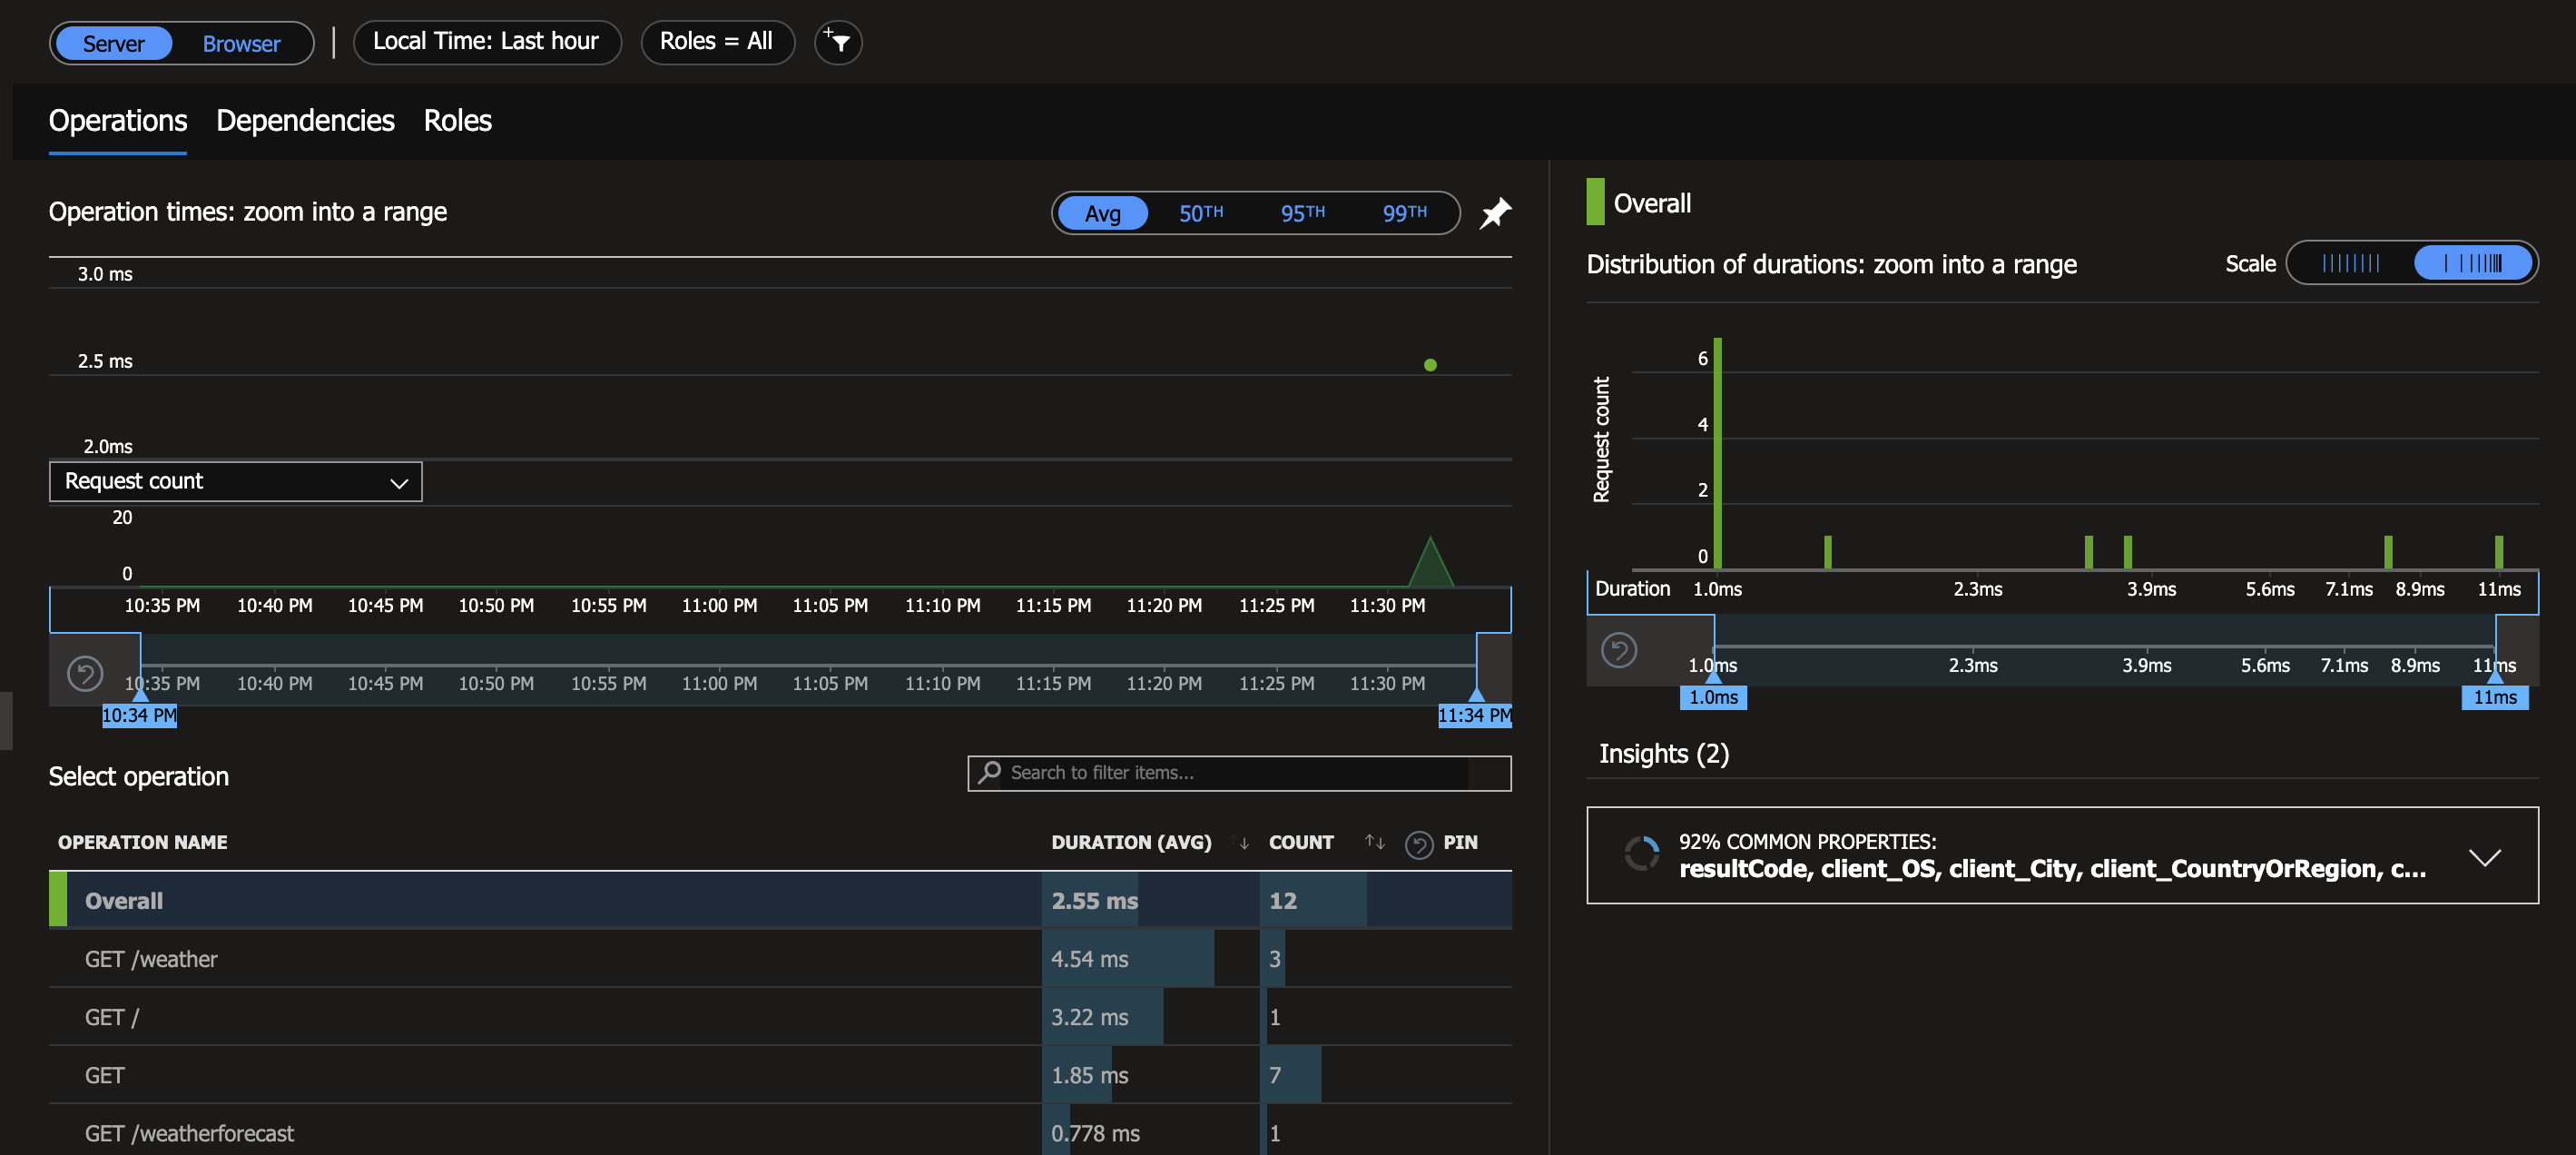 Server Browser Local Time: Last hour Roles = All
Operations Dependencies Roles
Operation times: zoom into a range
Avg 50TH 95TH 99TH
3.0 ms
2.5 ms
2.0ms
Request count
20
0
10:35 PM 10:40 PM 10:45 PM 10:50 PM 10:55 PM 11:00 PM 11:05 PM 11:10 PM 11:15 PM 11:20 PM 11:25 PM 11:30 PM
10:35 PM 10:40 PM 10:45 PM 10:50 PM 10:55 PM 11:00 PM 11:05 PM 11:10 PM 11:15 PM 11:20 PM 11:25 PM 11:30 PM
10:34 PM 11:34 PM
Select operation
Search to filter items...
OPERATION NAME DURATION (AVG) COUNT PIN
Overall 2.55 ms 12
GET /weather 4.54 ms 3
GET / 3.22 ms 1
GET 1.85 ms 7
GET /weatherforecast 0.778 ms 1
Overall
Distribution of durations: zoom into a range
Scale
Request count
6
4
2
0
Duration 1.0ms 2.3ms 3.9ms 5.6ms 7.1ms 8.9ms 11ms
1.0ms 2.3ms 3.9ms 5.6ms 7.1ms 8.9ms 11ms
1.0ms 11ms
Insights (2)
92% COMMON PROPERTIES:
resultCode, client_OS, client_City, client_CountryOrRegion, c...